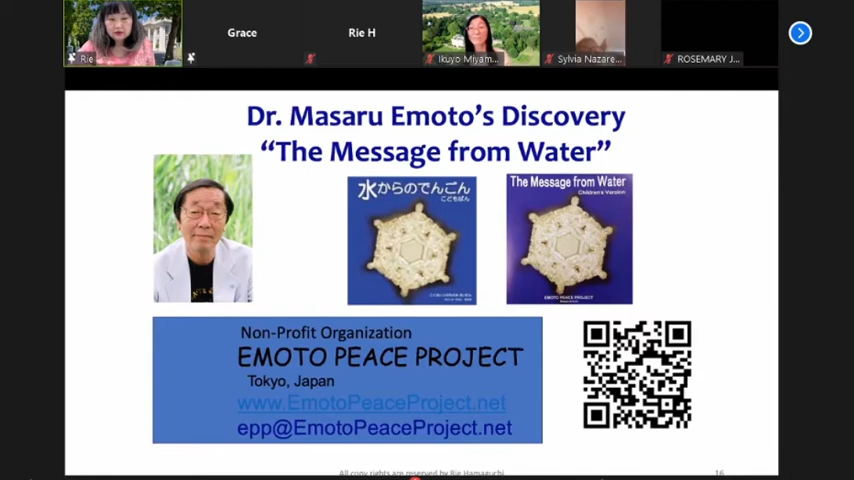 Rie
Grace
Rie H
Ikuyo Miyam...
Sylvia Nazare...
ROSEMARY J...
Dr. Masaru Emoto's Discovery
"The Message from Water"
水からのでんごん
こどもばん
The Message from Water
Children's Version
EMOTO PEACE PROJECT
Non-Profit Organization
EMOTO PEACE PROJECT
Tokyo, Japan
www.EmotoPeaceProject.net
epp@EmotoPeaceProject.net
All copy rights are reserved by Rie Hamaguchi
16